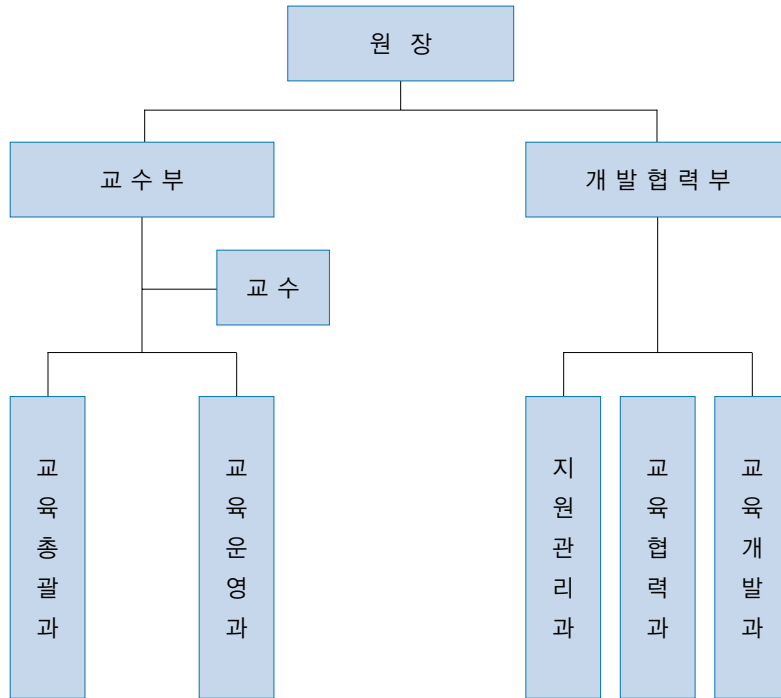 원 장
교 수 부
개 발 협 력 부
교 수
교육총괄과
교육운영과
지원관리과
교육협력과
교육개발과